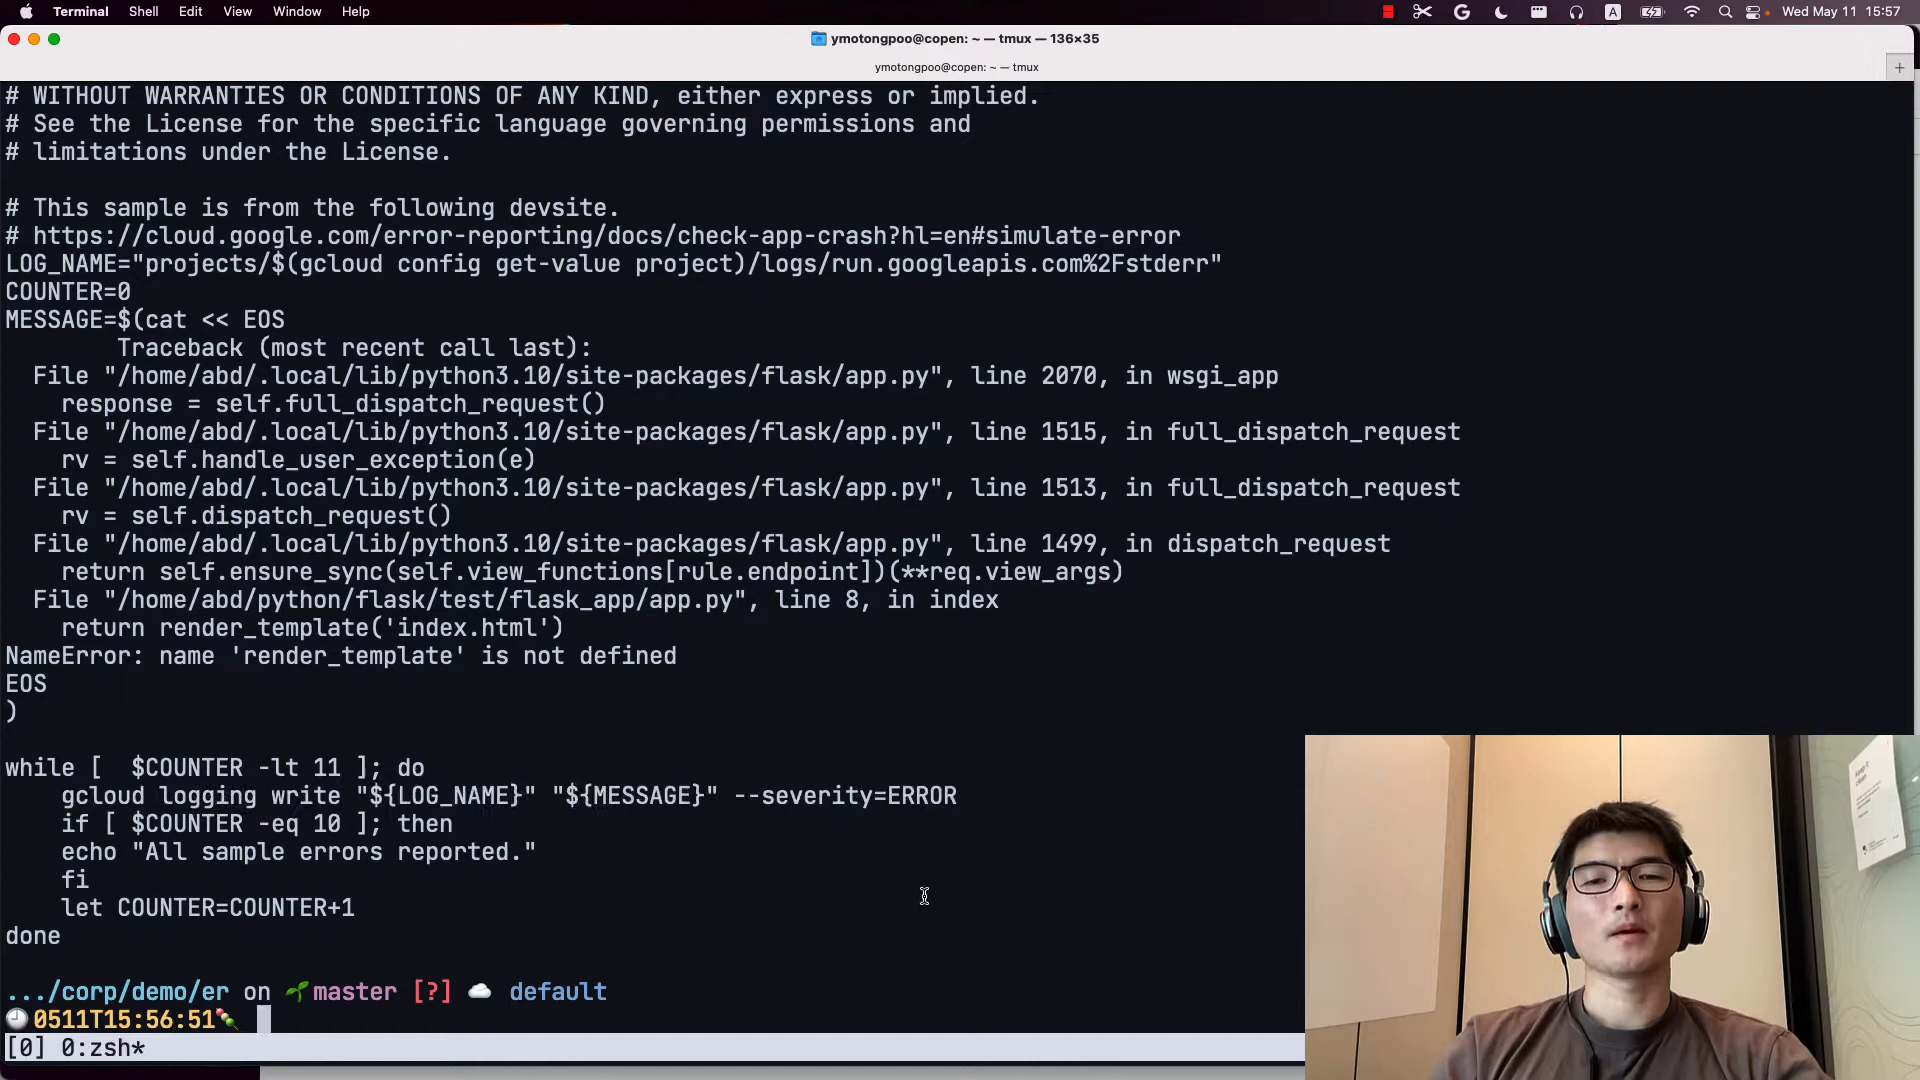 Terminal Shell Edit View Window Help
A Wed May 11 15:57
ymotongpoo@copen: ~ — tmux — 136×35
ymotongpoo@copen: ~ — tmux
# WITHOUT WARRANTIES OR CONDITIONS OF ANY KIND, either express or implied.
# See the License for the specific language governing permissions and
# limitations under the License.
# This sample is from the following devsite.
# https://cloud.google.com/error-reporting/docs/check-app-crash?hl=en#simulate-error
LOG_NAME="projects/$(gcloud config get-value project)/logs/run.googleapis.com%2Fstderr"
COUNTER=0
MESSAGE=$(cat << EOS
Traceback (most recent call last):
File "/home/abd/.local/lib/python3.10/site-packages/flask/app.py", line 2070, in wsgi_app
response = self.full_dispatch_request()
File "/home/abd/.local/lib/python3.10/site-packages/flask/app.py", line 1515, in full_dispatch_request
rv = self.handle_user_exception(e)
File "/home/abd/.local/lib/python3.10/site-packages/flask/app.py", line 1513, in full_dispatch_request
rv = self.dispatch_request()
File "/home/abd/.local/lib/python3.10/site-packages/flask/app.py", line 1499, in dispatch_request
return self.ensure_sync(self.view_functions[rule.endpoint])(**req.view_args)
File "/home/abd/python/flask/test/flask_app/app.py", line 8, in index
return render_template('index.html')
NameError: name 'render_template' is not defined
EOS
)
while [  $COUNTER -lt 11 ]; do
gcloud logging write "${LOG_NAME}" "${MESSAGE}" --severity=ERROR
if [ $COUNTER -eq 10 ]; then
echo "All sample errors reported."
fi
let COUNTER=COUNTER+1
done
.../corp/demo/er on master [?] default
0511T15:56:51
[0] 0:zsh*